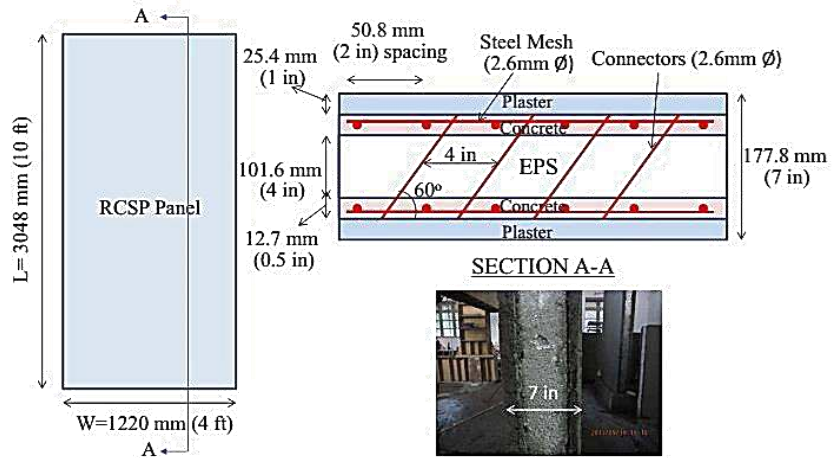 A
L= 3048 mm (10 ft)
RCSP Panel
W=1220 mm (4 ft)
A
50.8 mm
(2 in) spacing
25.4 mm
(1 in)
101.6 mm
(4 in)
12.7 mm
(0.5 in)
Steel Mesh
(2.6mm Ø)
Connectors (2.6mm Ø)
Plaster
Concrete
4 in
EPS
60°
Concrete
Plaster
177.8 mm
(7 in)
SECTION A-A
7 in